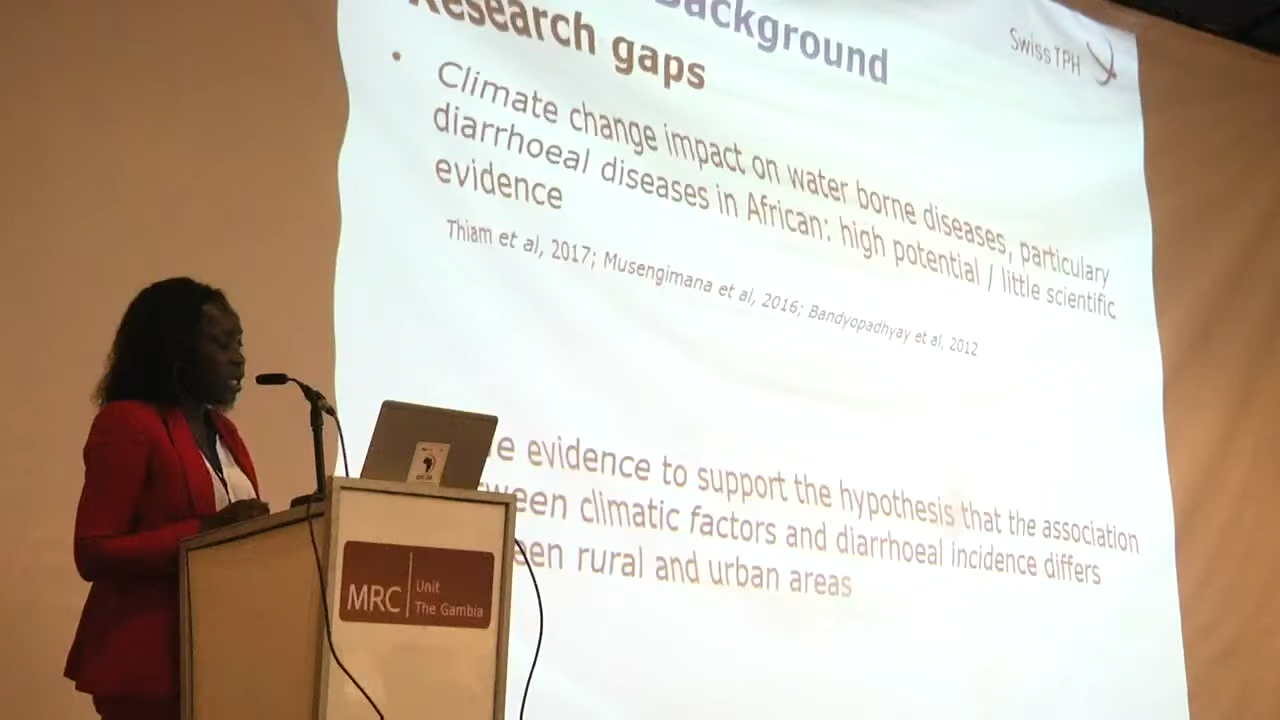 Background
Research gaps
Swiss TPH
• Climate change impact on water borne diseases, particulary
diarrhoeal diseases in African: high potential / little scientific
evidence
Thiam et al, 2017; Musengimana et al, 2016; Bandyopadhyay et al, 2012
e evidence to support the hypothesis that the association
ween climatic factors and diarrhoeal incidence differs
een rural and urban areas
MRC Unit
The Gambia